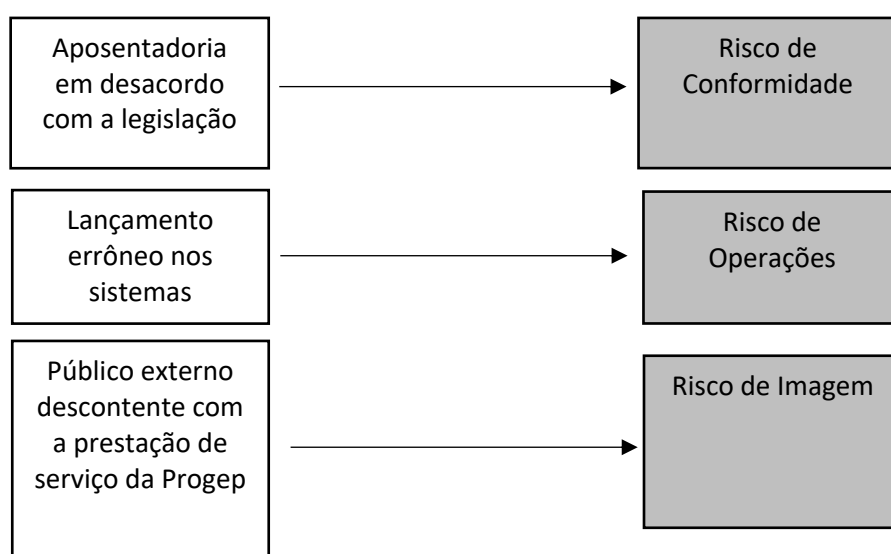 Aposentadoria
em desacordo
com a legislação
Risco de
Conformidade
Lançamento
errôneo nos
sistemas
Risco de
Operações
Público externo
descontente com
a prestação de
serviço da Progep
Risco de Imagem